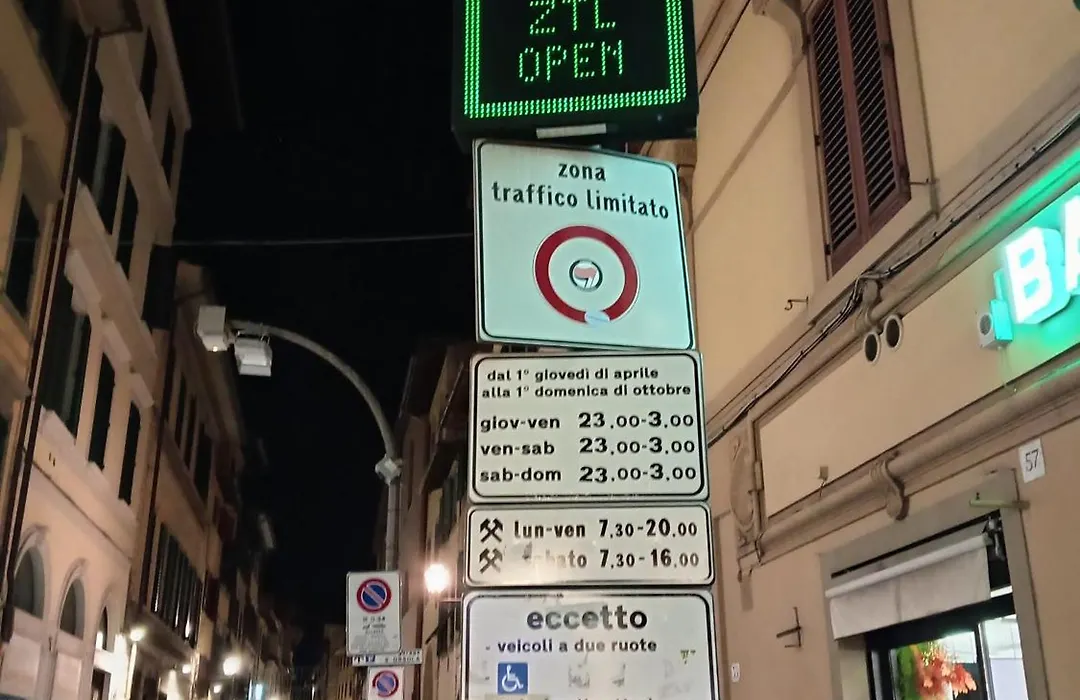 ZTL
OPEN
zona
traffico limitato
dal 1° giovedì di aprile
alla 1° domenica di ottobre
giov-ven 23.00-3.00
ven-sab 23.00-3.00
sab-dom 23.00-3.00
lun-ven 7.30-20.00
7.30-16.00
eccetto
- veicoli a due ruote
BA
57